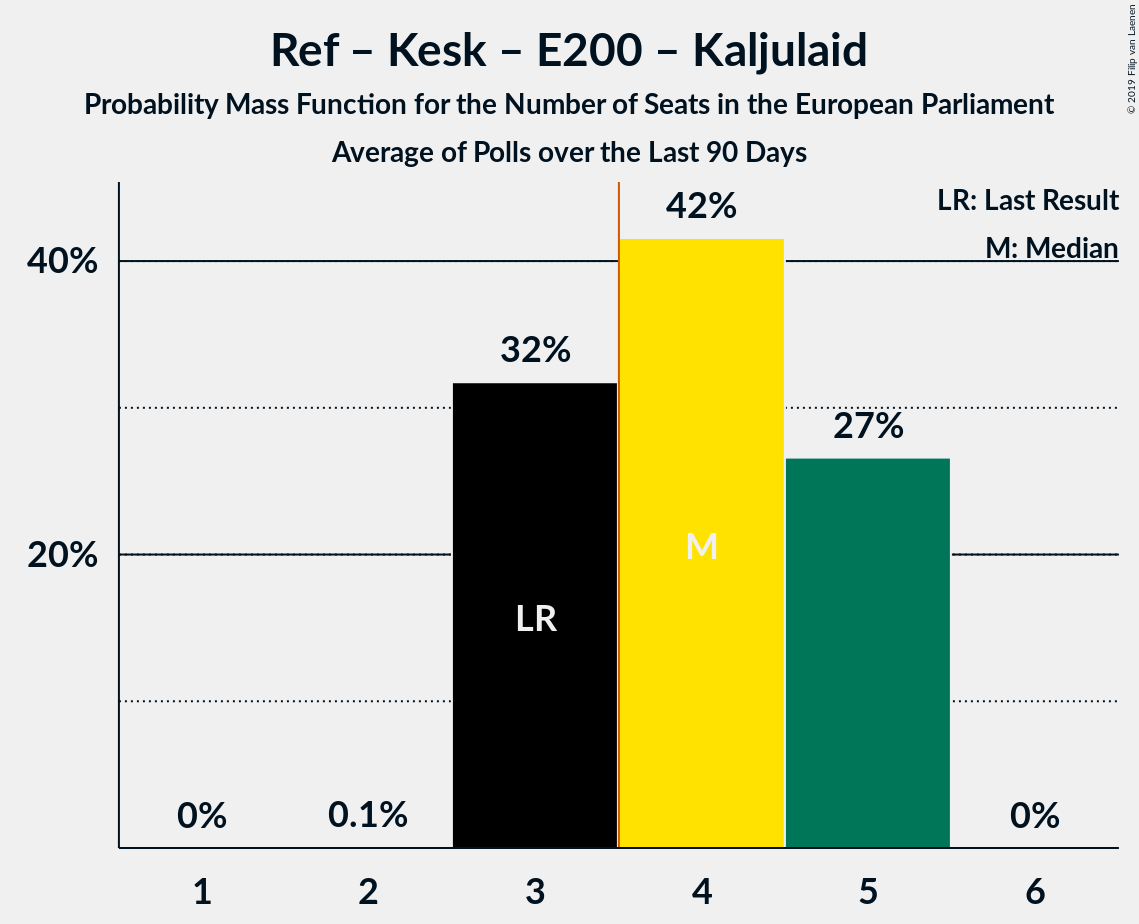 Ref – Kesk – E200 – Kaljulaid
Probability Mass Function for the Number of Seats in the European Parliament
Average of Polls over the Last 90 Days
© 2019 Filip van Laenen
LR: Last Result
M: Median
40%
20%
0%
0.1%
32%
42%
27%
0%
LR
M
1
2
3
4
5
6